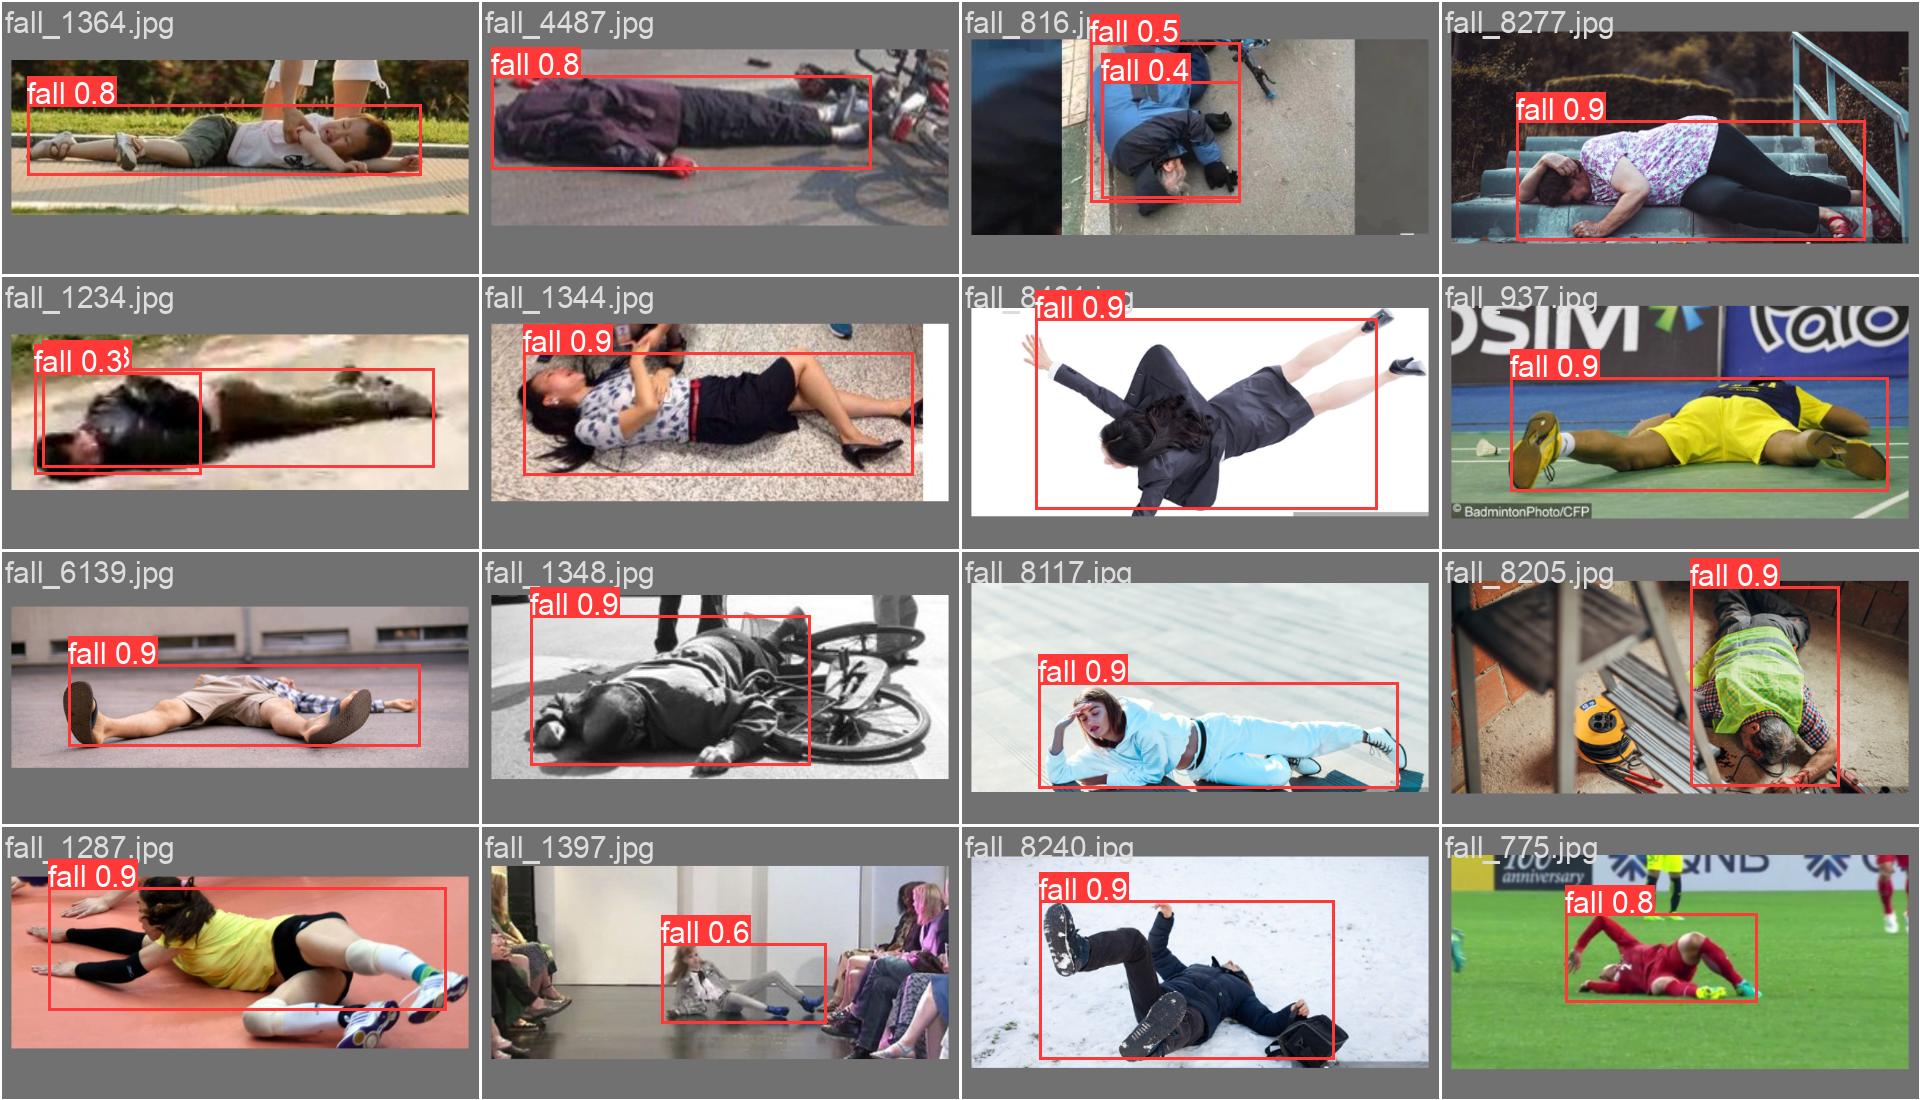 fall_1364.jpg
fall 0.8
fall_4487.jpg
fall 0.8
fall_816.j
fall 0.5
fall 0.4
fall_8277.jpg
fall 0.9
fall_1234.jpg
fall 0.3
fall_1344.jpg
fall 0.9
fall 0.9
fall_937.jpg
OSIM
fall 0.9
© BadmintonPhoto/CFP
fall_6139.jpg
fall 0.9
fall_1348.jpg
fall 0.9
fall_8117.jpg
fall 0.9
fall_8205.jpg
fall 0.9
fall_1287.jpg
fall 0.9
fall_1397.jpg
fall 0.6
fall_8240.jpg
fall 0.9
fall_775.jpg
100
anniversary
QNB
fall 0.8